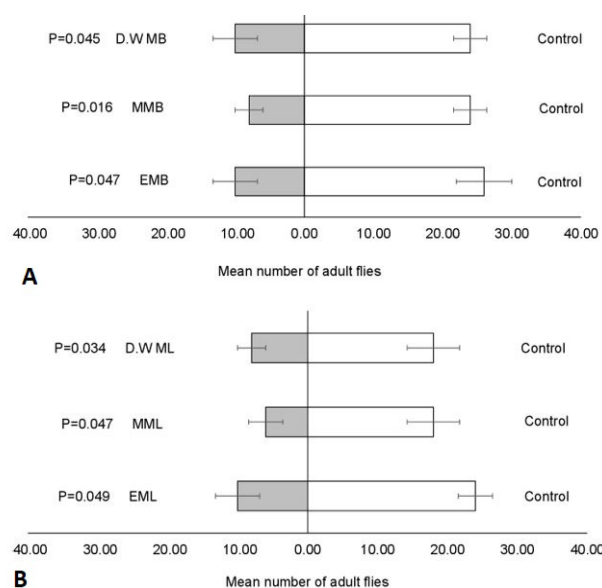 P=0.045 D.W MB Control
P=0.016 MMB Control
P=0.047 EMB Control
40.00 30.00 20.00 10.00 0.00 10.00 20.00 30.00 40.00
Mean number of adult flies
A
P=0.034 D.W ML Control
P=0.047 MML Control
P=0.049 EML Control
40.00 30.00 20.00 10.00 0.00 10.00 20.00 30.00 40.00
Mean number of adult flies
B